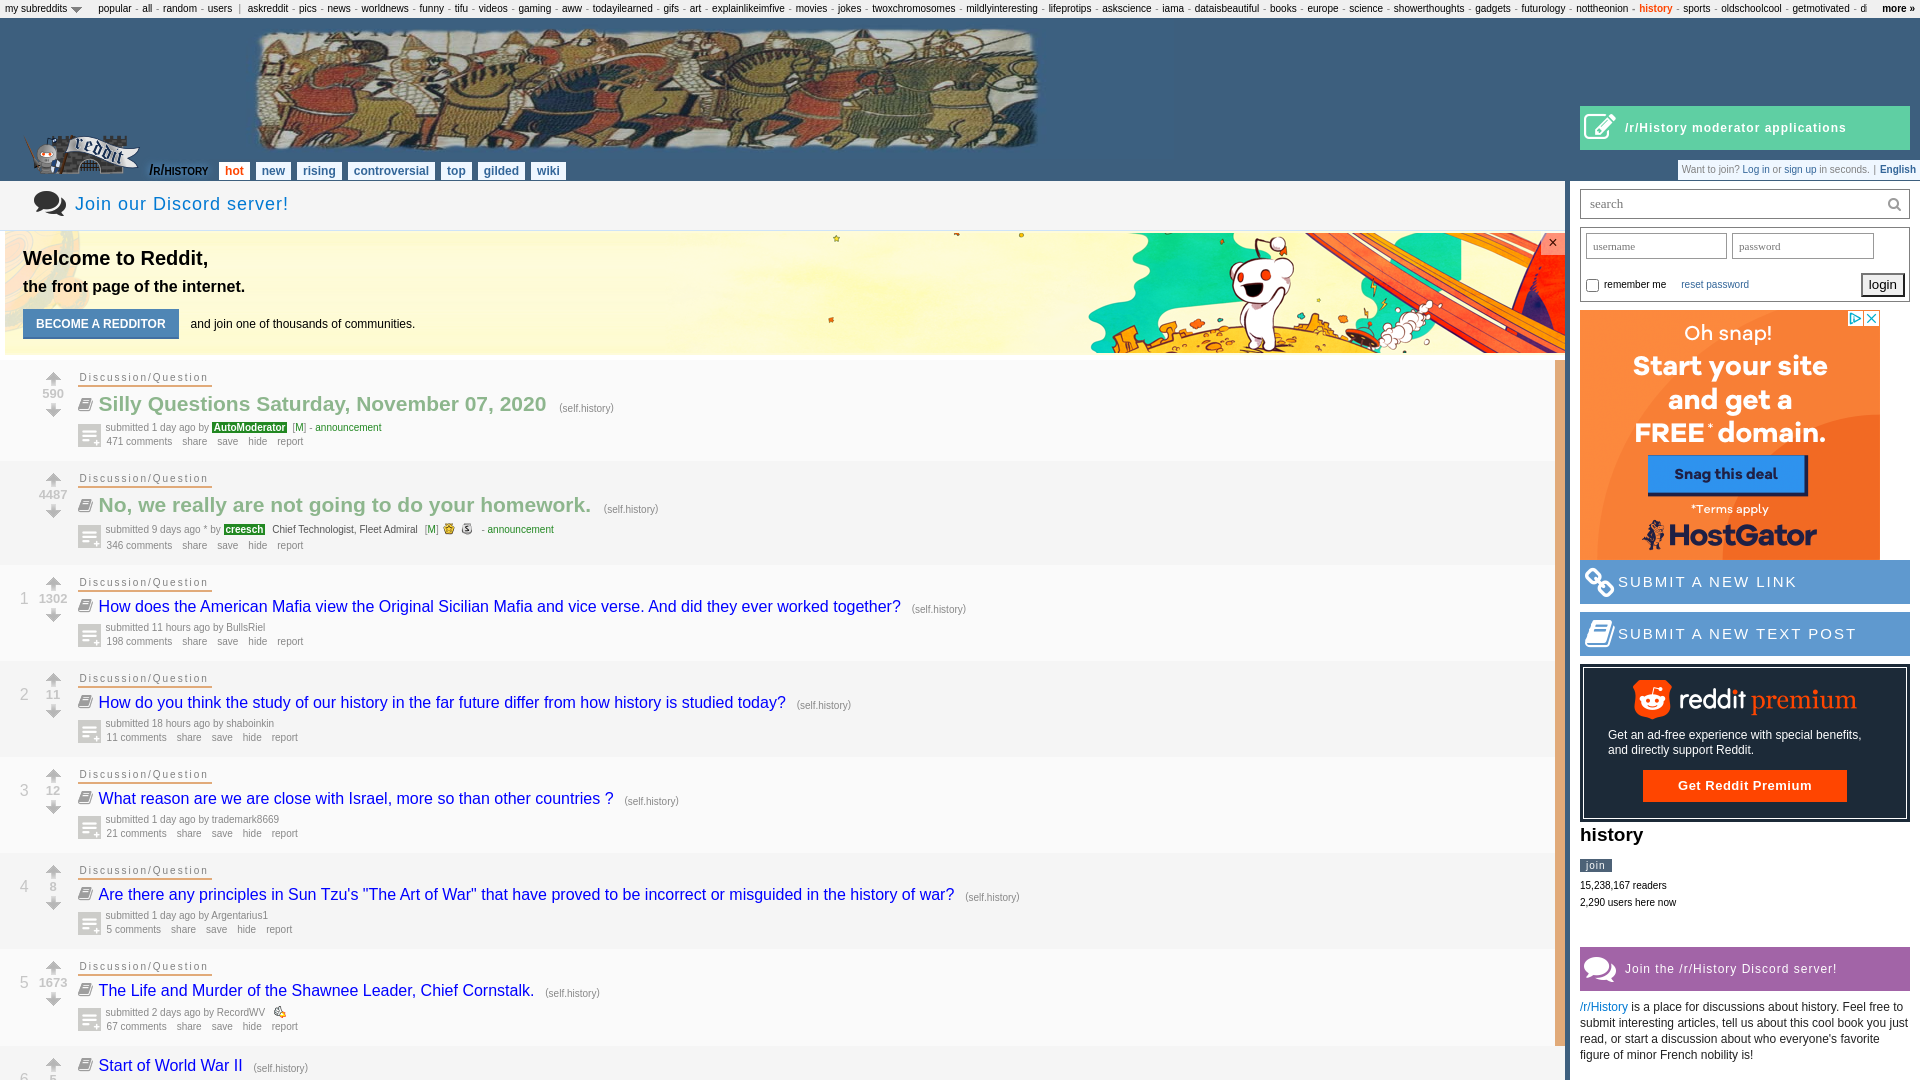 my subreddits popular - all - random - users | askreddit - pics - news - worldnews - funny - tifu - videos - gaming - aww - todayilearned - gifs - art - explainlikeimfive - movies - jokes - twoxchromosomes - mildlyinteresting - lifeprotips - askscience - iama - dataisbeautiful - books - europe - science - showerthoughts - gadgets - futurology - nottheonion - history - sports - oldschoolcool - getmotivated - di more »
/r/History moderator applications
reddit /r/history hot new rising controversial top gilded wiki
Want to join? Log in or sign up in seconds. | English
Join our Discord server!
Welcome to Reddit,
the front page of the internet.
BECOME A REDDITOR and join one of thousands of communities.
×
Discussion/Question
590
Silly Questions Saturday, November 07, 2020 (self.history)
submitted 1 day ago by AutoModerator [M] - announcement
471 comments share save hide report
Discussion/Question
4487
No, we really are not going to do your homework. (self.history)
submitted 9 days ago * by creesch Chief Technologist, Fleet Admiral [M] - announcement
346 comments share save hide report
Discussion/Question
1 1302
How does the American Mafia view the Original Sicilian Mafia and vice verse. And did they ever worked together? (self.history)
submitted 11 hours ago by BullsRiel
198 comments share save hide report
Discussion/Question
2 11
How do you think the study of our history in the far future differ from how history is studied today? (self.history)
submitted 18 hours ago by shaboinkin
11 comments share save hide report
Discussion/Question
3 12
What reason are we are close with Israel, more so than other countries ? (self.history)
submitted 1 day ago by trademark8669
21 comments share save hide report
Discussion/Question
4 8
Are there any principles in Sun Tzu's "The Art of War" that have proved to be incorrect or misguided in the history of war? (self.history)
submitted 1 day ago by Argentarius1
5 comments share save hide report
Discussion/Question
5 1673
The Life and Murder of the Shawnee Leader, Chief Cornstalk. (self.history)
submitted 2 days ago by RecordWV
67 comments share save hide report
Start of World War II (self.history)
6 5
search
username password
remember me reset password login
Oh snap!
Start your site
and get a
FREE* domain.
Snag this deal
*Terms apply
HostGator
SUBMIT A NEW LINK
SUBMIT A NEW TEXT POST
reddit premium
Get an ad-free experience with special benefits,
and directly support Reddit.
Get Reddit Premium
history
join
15,238,167 readers
2,290 users here now
Join the /r/History Discord server!
/r/History is a place for discussions about history. Feel free to
submit interesting articles, tell us about this cool book you just
read, or start a discussion about who everyone's favorite
figure of minor French nobility is!